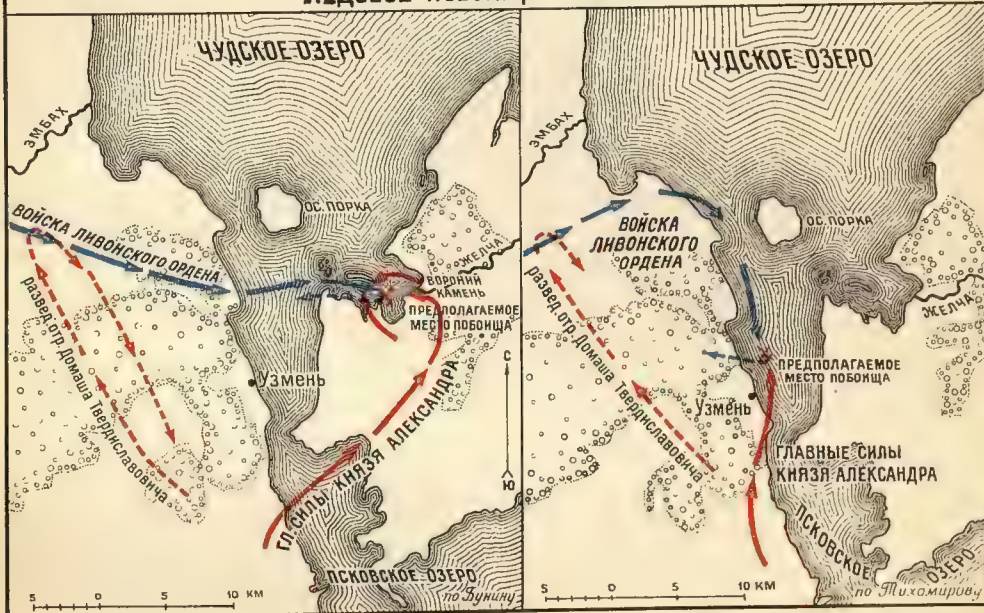 ЧУДСКОЕ ОЗЕРО
ЭМБАХ
ОС. ПОРКА
ВОЙСКА ЛИВОНСКОГО ОРДЕНА
ЖЕЛЧА
ВОРОНИЙ
КАМЕНЬ
ПРЕДПОЛАГАЕМОЕ
МЕСТО ПОБОИЩА
развед. отр. Домаша Твердиславовича
Узмень
С
Ю
ГЛ. СИЛЫ КНЯЗЯ АЛЕКСАНДРА
ПСКОВСКОЕ ОЗЕРО
5 0 5 10 КМ
по Бунину
ЧУДСКОЕ ОЗЕРО
ЭМБАХ
ОС. ПОРКА
ВОЙСКА
ЛИВОНСКОГО
ОРДЕНА
ЖЕЛЧА
развед. отр. Домаша Твердиславовича
ПРЕДПОЛАГАЕМОЕ
МЕСТО ПОБОИЩА
Узмень
ГЛАВНЫЕ СИЛЫ
КНЯЗЯ АЛЕКСАНДРА
ПСКОВСКОЕ
ОЗЕРО
5 0 5 10 КМ
по Тихомирову